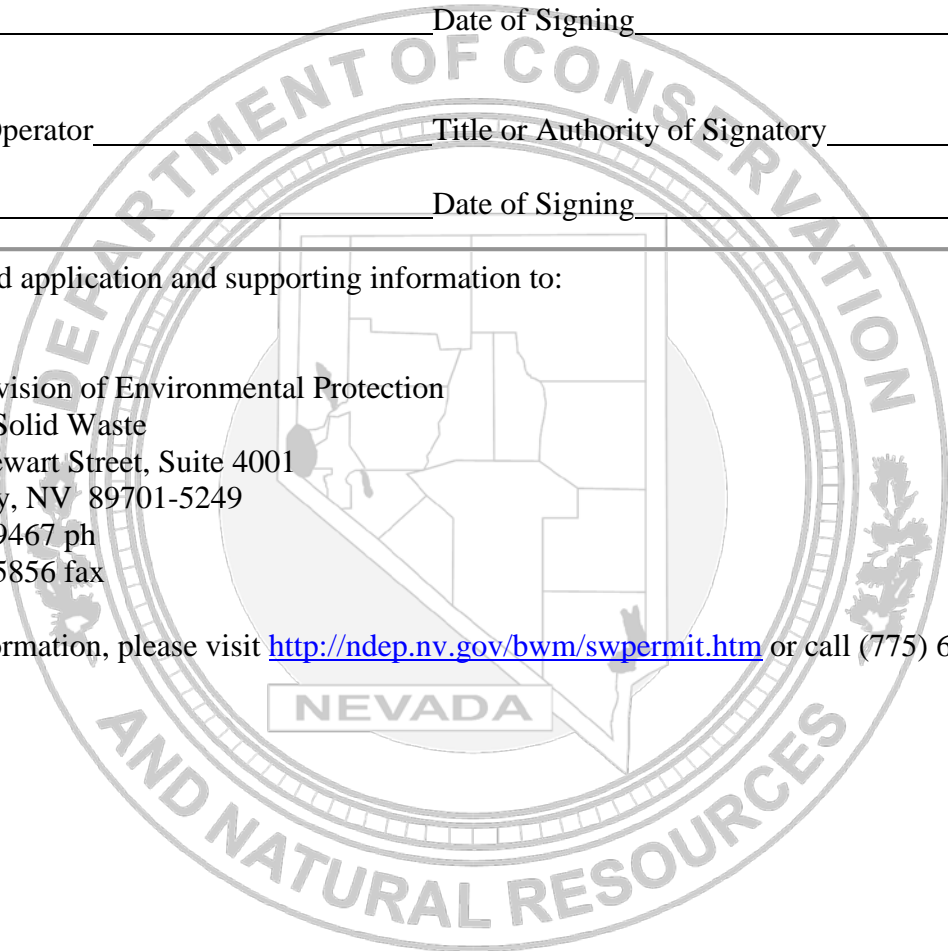 Date of Signing
perator Title or Authority of Signatory
Date of Signing
d application and supporting information to:
vision of Environmental Protection
Solid Waste
ewart Street, Suite 4001
y, NV 89701-5249
9467 ph
5856 fax
ormation, please visit http://ndep.nv.gov/bwm/swpermit.htm or call (775) 6
DEPARTMENT OF CONSERVATION
NEVADA
AND NATURAL RESOURCES